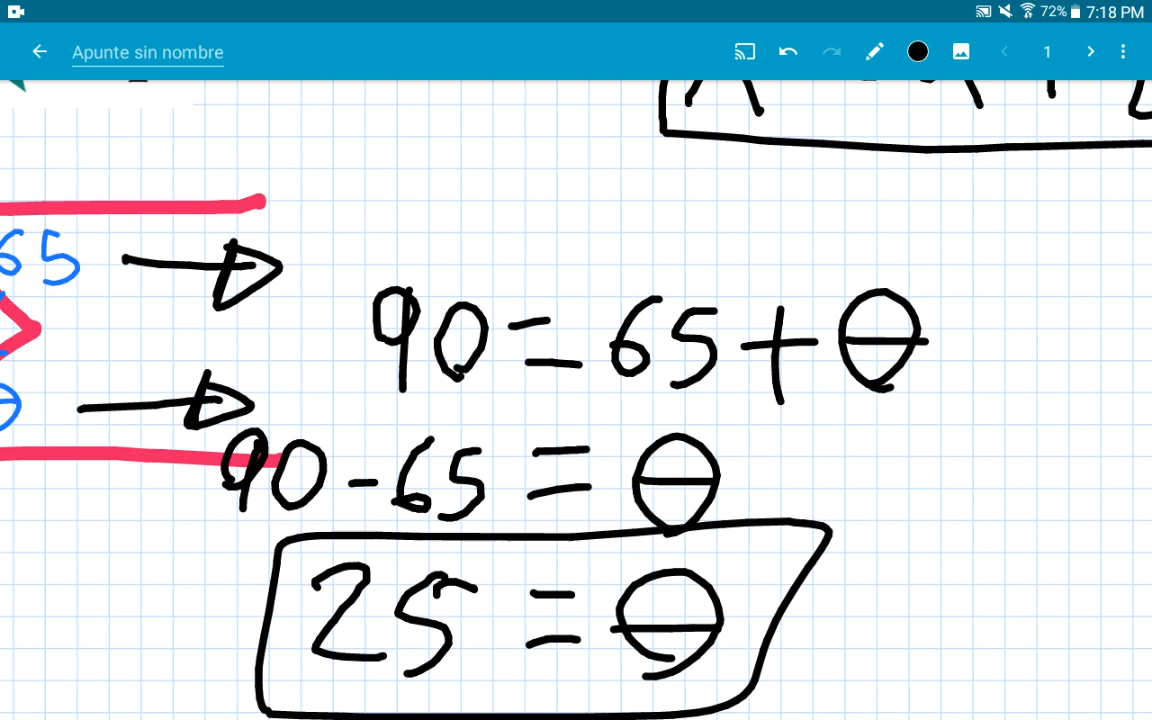 72% 7:18 PM
Apunte sin nombre 1
65
90 = 65 + θ
θ
90 - 65 = θ
25 = θ